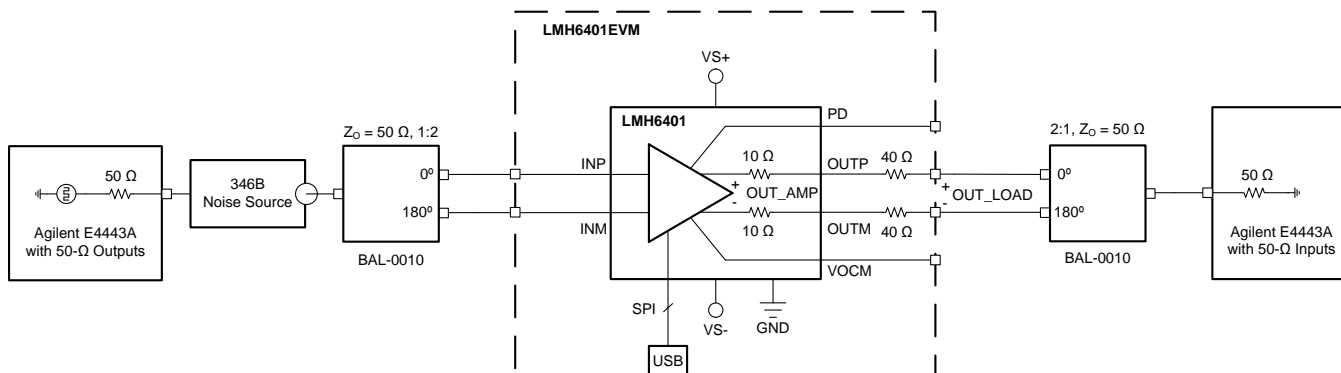 LMH6401EVM
VS+
LMH6401
PD
Z_O = 50 Ω, 1:2
2:1, Z_O = 50 Ω
50 Ω
346B
Noise Source
0º
180º
INP
INM
10 Ω
OUTP
40 Ω
+
-
OUT_AMP
+
-
OUT_LOAD
10 Ω
OUTM
40 Ω
0º
180º
50 Ω
Agilent E4443A
with 50-Ω Outputs
BAL-0010
VOCM
BAL-0010
Agilent E4443A
with 50-Ω Inputs
SPI
VS-
GND
USB